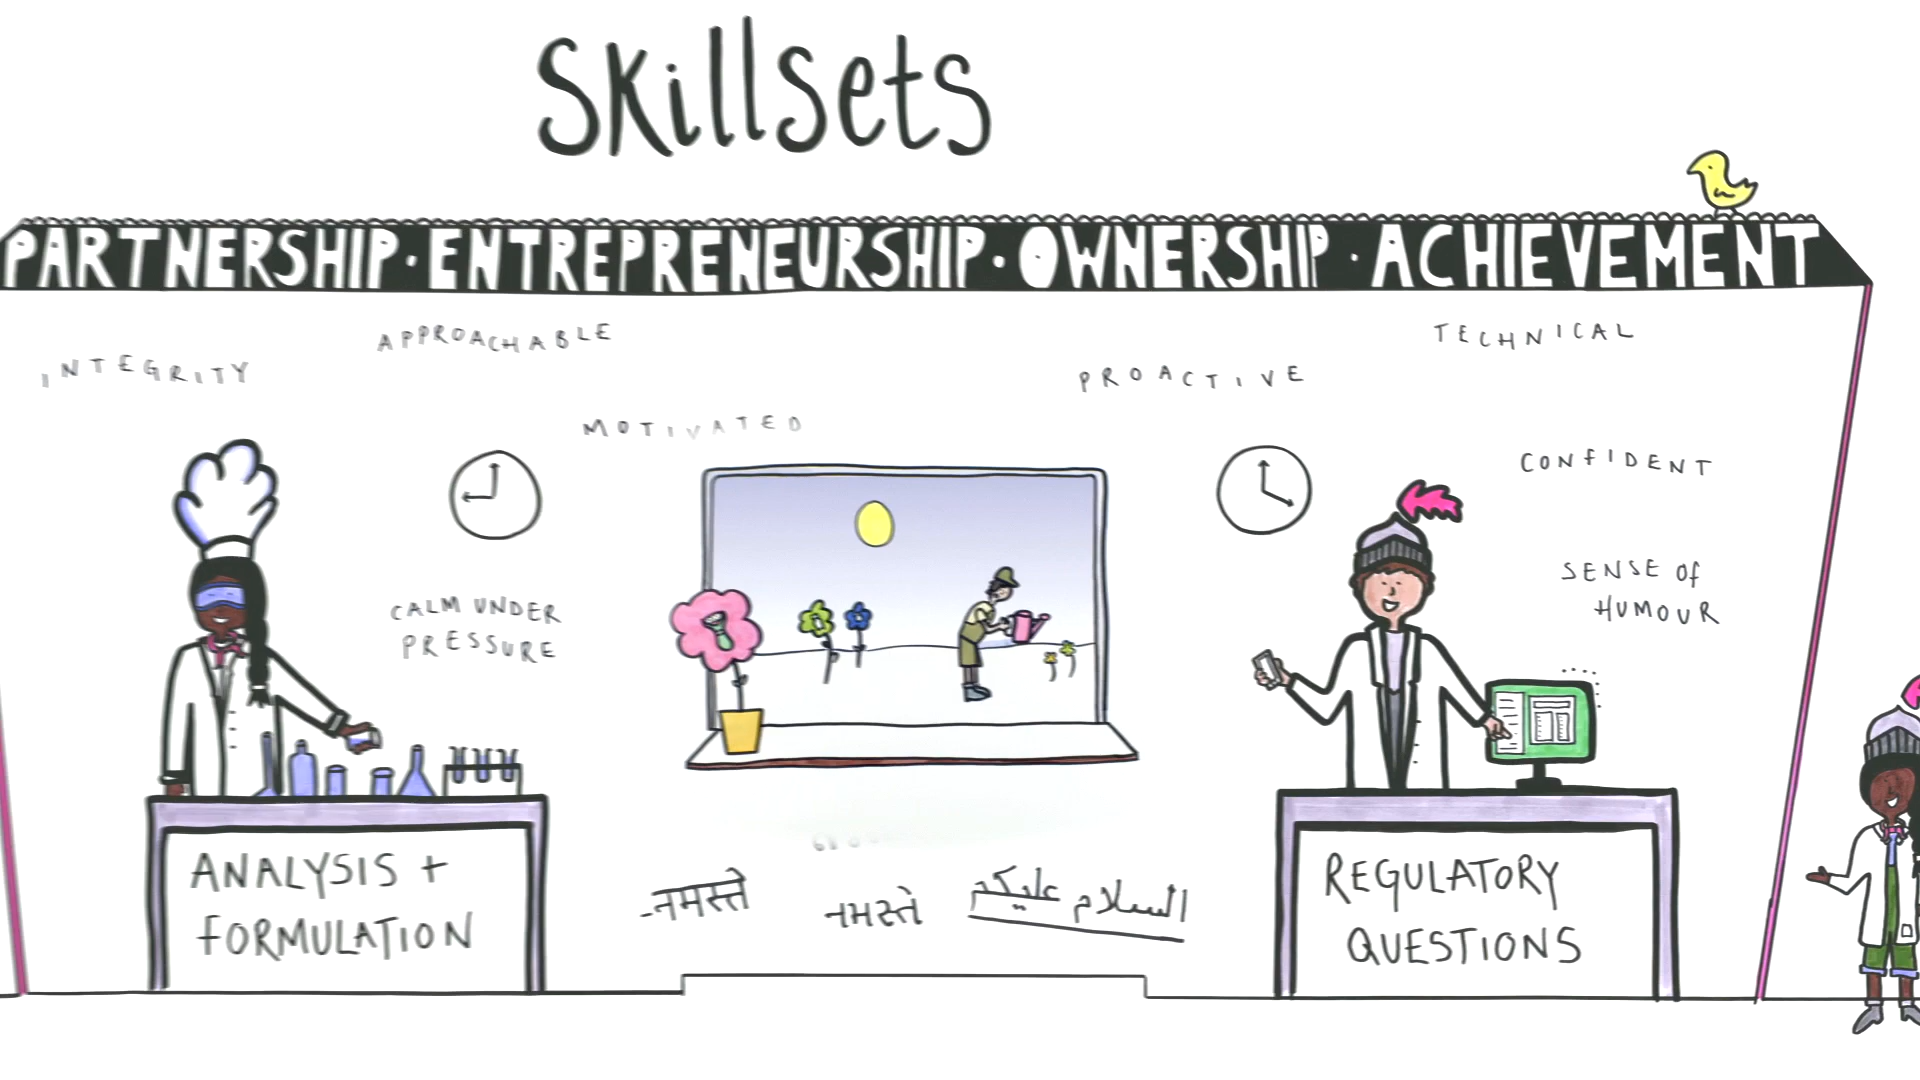 Skillsets
PARTNERSHIP · ENTREPRENEURSHIP · OWNERSHIP · ACHIEVEMENT
INTEGRITY
APPROACHABLE
MOTIVATED
PROACTIVE
TECHNICAL
CONFIDENT
CALM UNDER
PRESSURE
SENSE Of
HUMOUR
ANALYSIS +
FORMULATION
नमस्ते
नमस्ते
السلام عليكم
REGULATORY
QUESTIONS